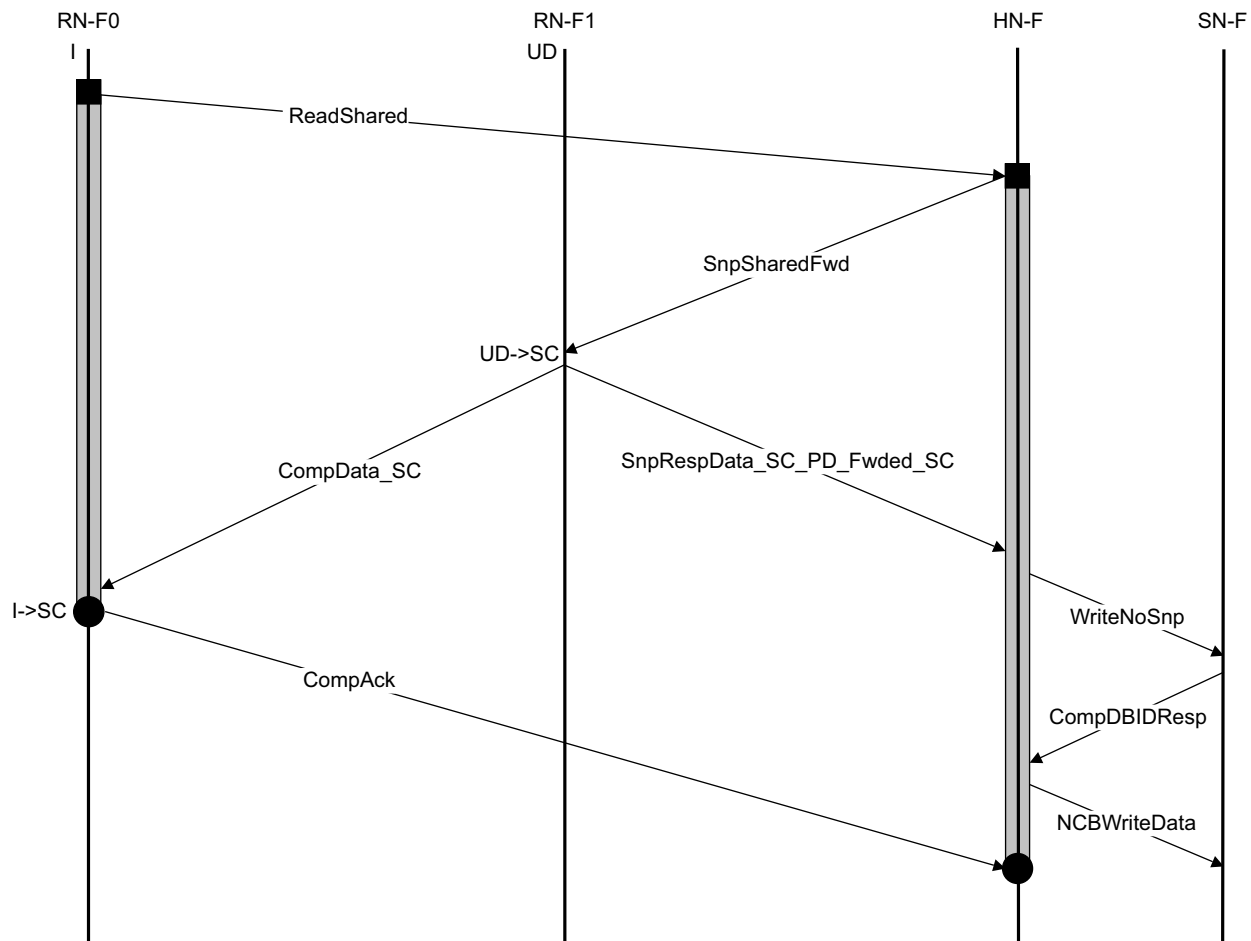 RN-F0
RN-F1
HN-F
SN-F
I
UD
ReadShared
SnpSharedFwd
UD->SC
CompData_SC
SnpRespData_SC_PD_Fwded_SC
I->SC
WriteNoSnp
CompAck
CompDBIDResp
NCBWriteData